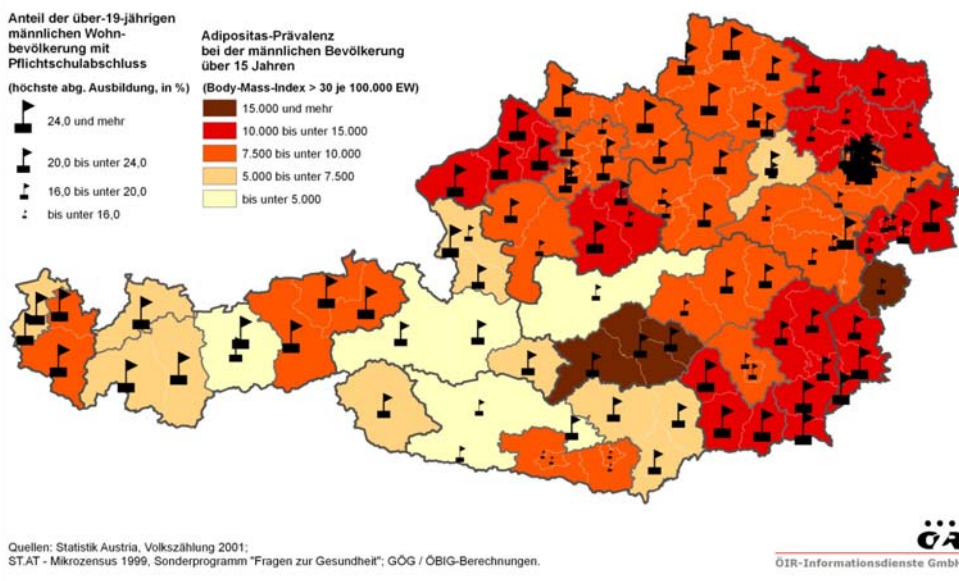 Anteil der über-19-jährigen
männlichen Wohn-
bevölkerung mit
Pflichtschulabschluss
(höchste abg. Ausbildung, in %)
24,0 und mehr
20,0 bis unter 24,0
16,0 bis unter 20,0
bis unter 16,0
Adipositas-Prävalenz
bei der männlichen Bevölkerung
über 15 Jahren
(Body-Mass-Index > 30 je 100.000 EW)
15.000 und mehr
10.000 bis unter 15.000
7.500 bis unter 10.000
5.000 bis unter 7.500
bis unter 5.000
Quellen: Statistik Austria, Volkszählung 2001;
ST.AT - Mikrozensus 1999, Sonderprogramm "Fragen zur Gesundheit"; GÖG / ÖBIG-Berechnungen.
ÖIR-Informationsdienste GmbH